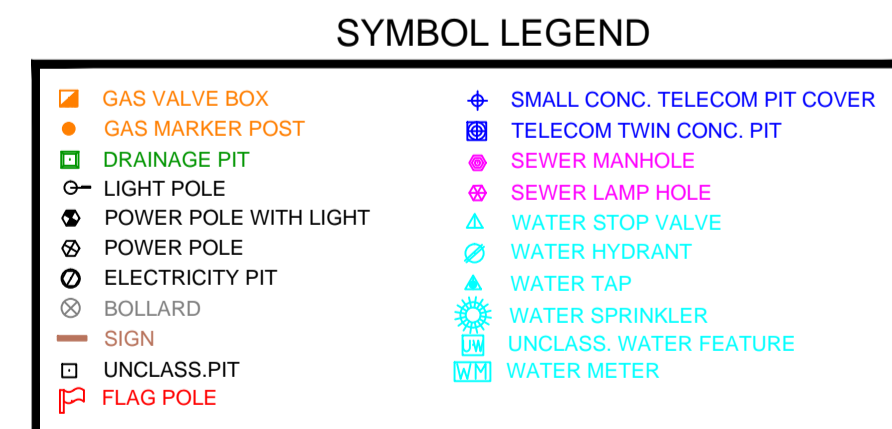 SYMBOL LEGEND
GAS VALVE BOX
GAS MARKER POST
DRAINAGE PIT
LIGHT POLE
POWER POLE WITH LIGHT
POWER POLE
ELECTRICITY PIT
BOLLARD
SIGN
UNCLASS.PIT
FLAG POLE
SMALL CONC. TELECOM PIT COVER
TELECOM TWIN CONC. PIT
SEWER MANHOLE
SEWER LAMP HOLE
WATER STOP VALVE
WATER HYDRANT
WATER TAP
WATER SPRINKLER
UW UNCLASS. WATER FEATURE
WM WATER METER